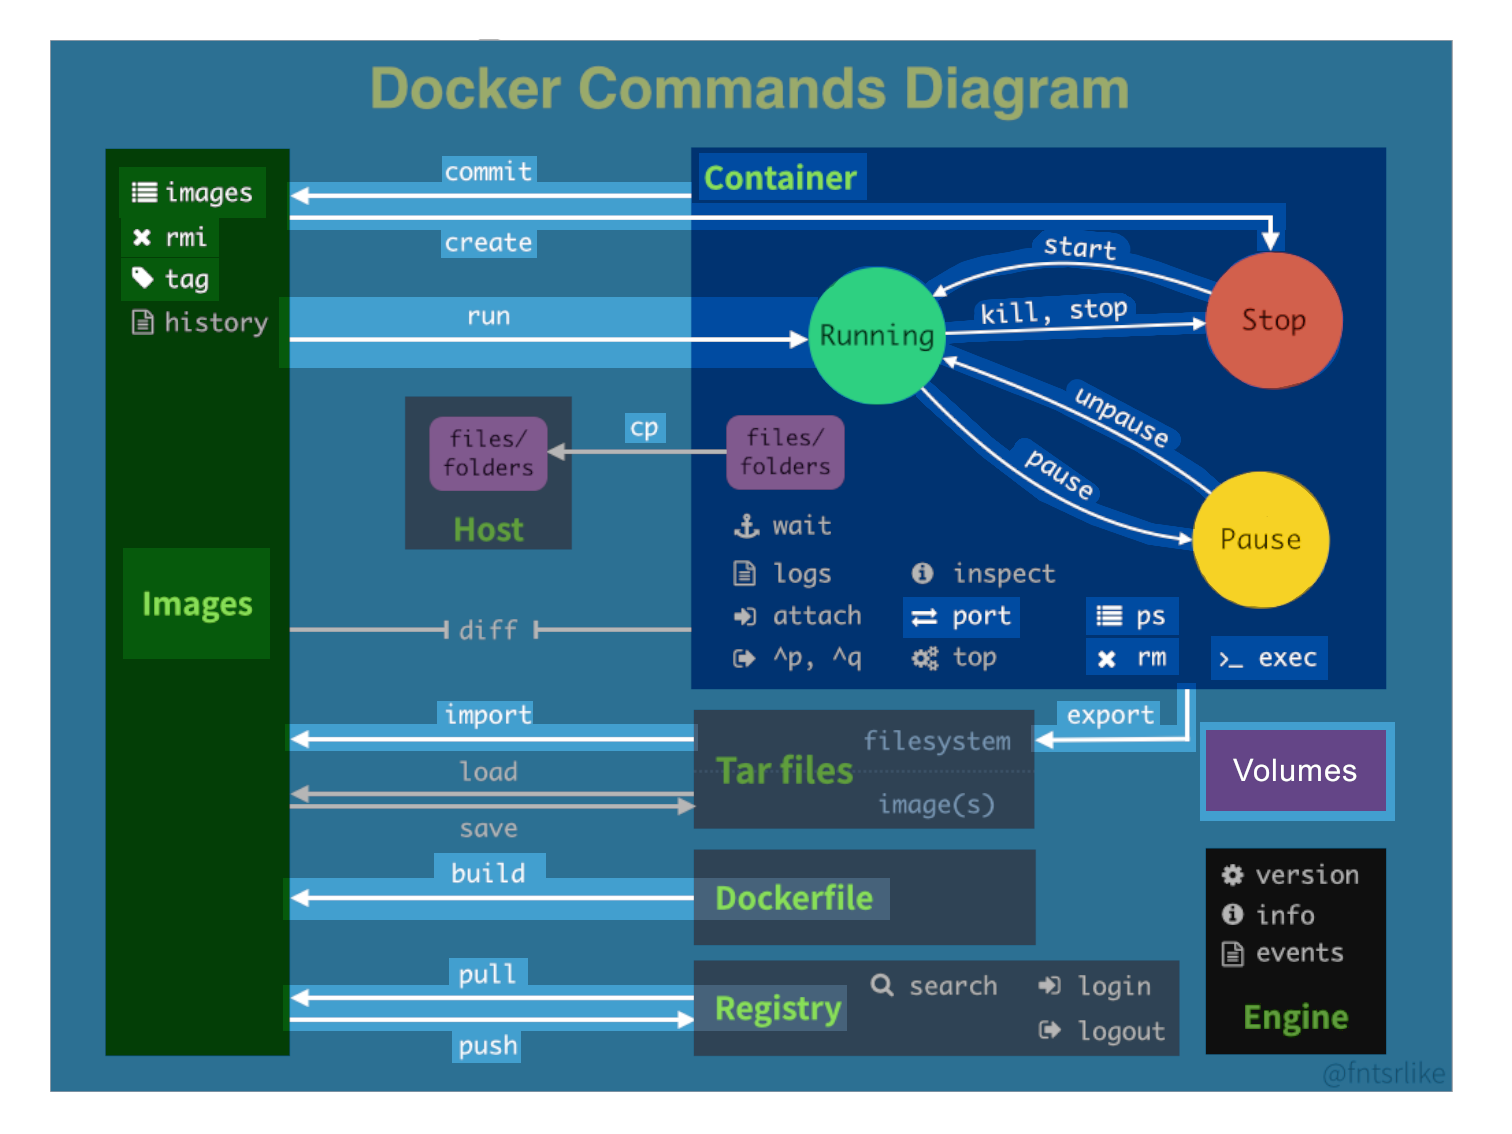 Docker Commands Diagram
images
rmi
tag
history
Images
commit
create
run
cp
files/
folders
Host
diff
import
load
save
build
pull
push
Container
start
kill, stop
Running
Stop
unpause
pause
Pause
files/
folders
wait
logs
attach
^p, ^q
inspect
port
top
ps
rm
>_ exec
export
Tar files
filesystem
image(s)
Volumes
Dockerfile
Registry
search
login
logout
version
info
events
Engine
@fntsrlike